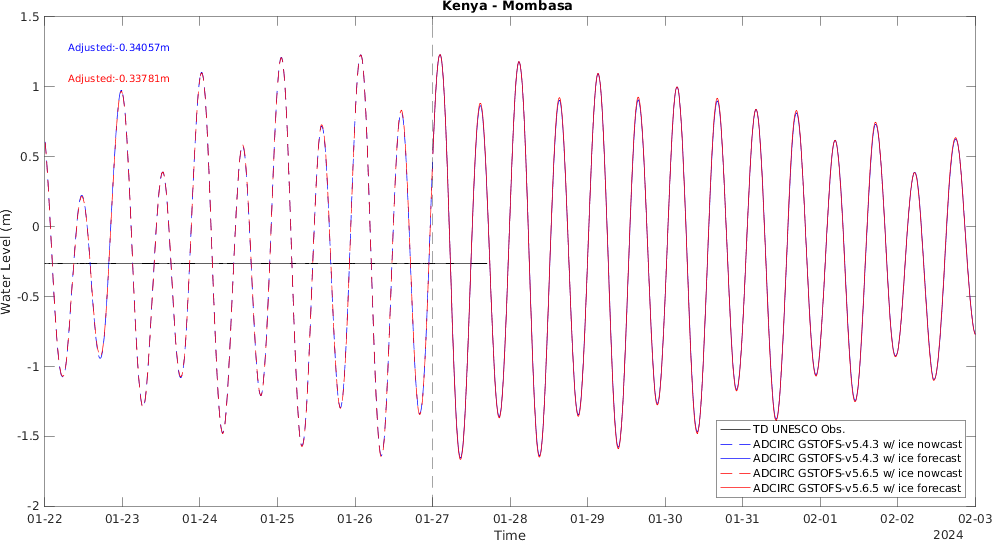 Kenya - Mombasa
Adjusted:-0.34057m
Adjusted:-0.33781m
1.5
1
0.5
0
-0.5
-1
-1.5
-2
Water Level (m)
01-22 01-23 01-24 01-25 01-26 01-27 01-28 01-29 01-30 01-31 02-01 02-02 02-03
Time
2024
TD UNESCO Obs.
ADCIRC GSTOFS-v5.4.3 w/ ice nowcast
ADCIRC GSTOFS-v5.4.3 w/ ice forecast
ADCIRC GSTOFS-v5.6.5 w/ ice nowcast
ADCIRC GSTOFS-v5.6.5 w/ ice forecast